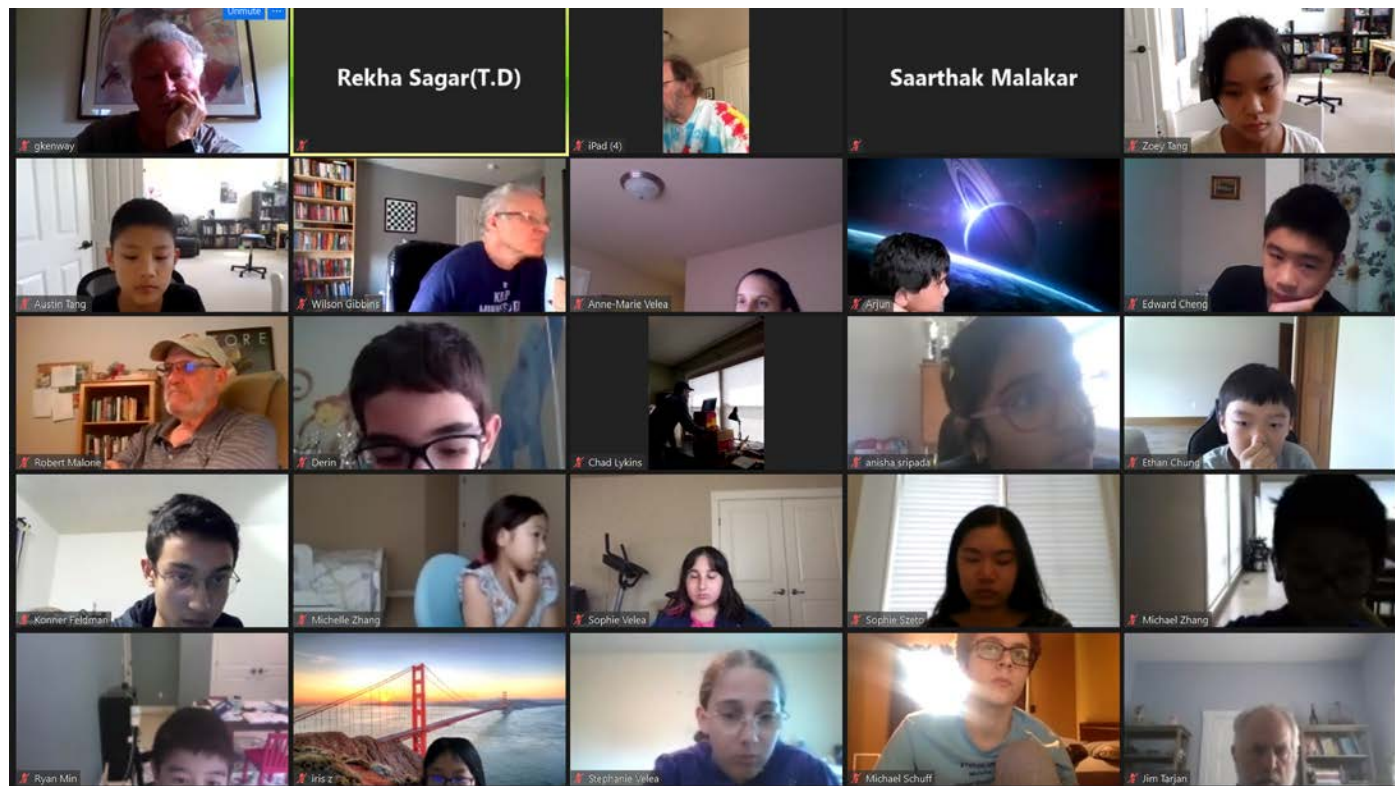 Unmute ...
gkenway
Rekha Sagar(T.D)
iPad (4)
Saarthak Malakar
Zoey Tang
Austin Tang
Wilson Gibbins
KEEP
Anne-Marie Velea
Arjun
Edward Cheng
ORE
Robert Malone
Derin
Chad Lykins
anisha sripada
Ethan Chung
Konner Feldman
Michelle Zhang
Sophie Velea
Sophie Szeto
Michael Zhang
Ryan Min
iris z
Stephanie Velea
Michael Schuff
Jim Tarjan